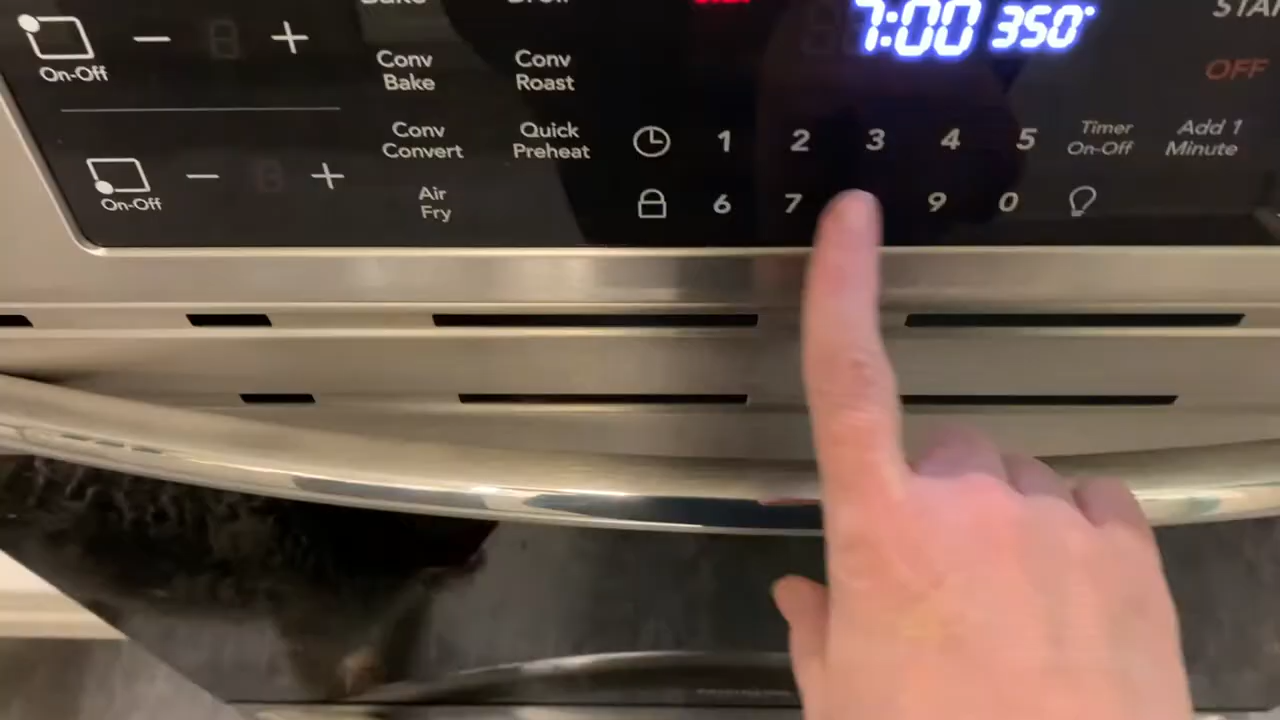 Bake
7:00 350°
On-Off
Conv Bake
Conv Roast
OFF
Conv Convert
Quick Preheat
1 2 3 4 5
Timer On-Off
Add 1 Minute
On-Off
Air Fry
6 7 9 0